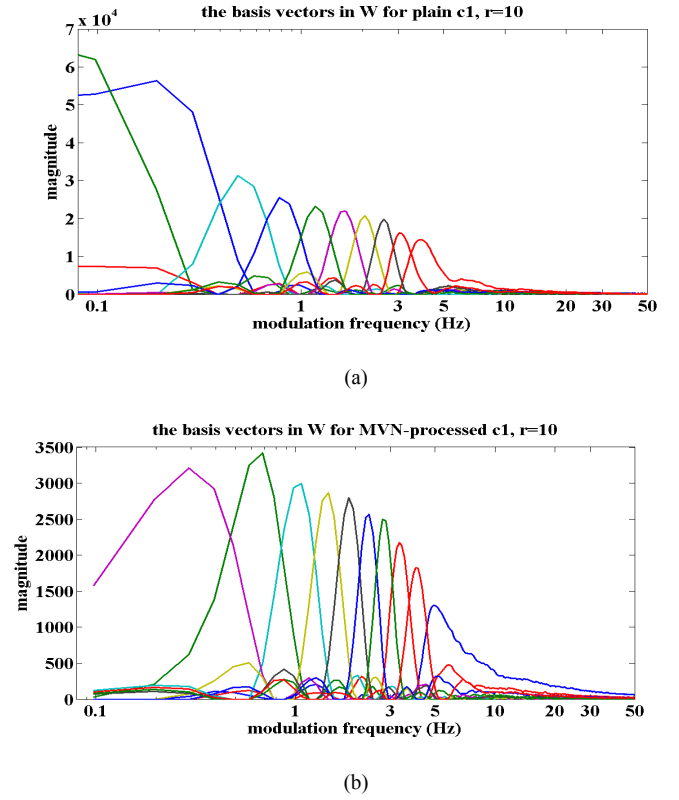 the basis vectors in W for plain c1, r=10
x 10^4
7
6
5
4
3
2
1
0
magnitude
0.1 1 3 5 10 20 30 50
modulation frequency (Hz)
(a)
the basis vectors in W for MVN-processed c1, r=10
3500
3000
2500
2000
1500
1000
500
0
magnitude
0.1 1 3 5 10 20 30 50
modulation frequency (Hz)
(b)